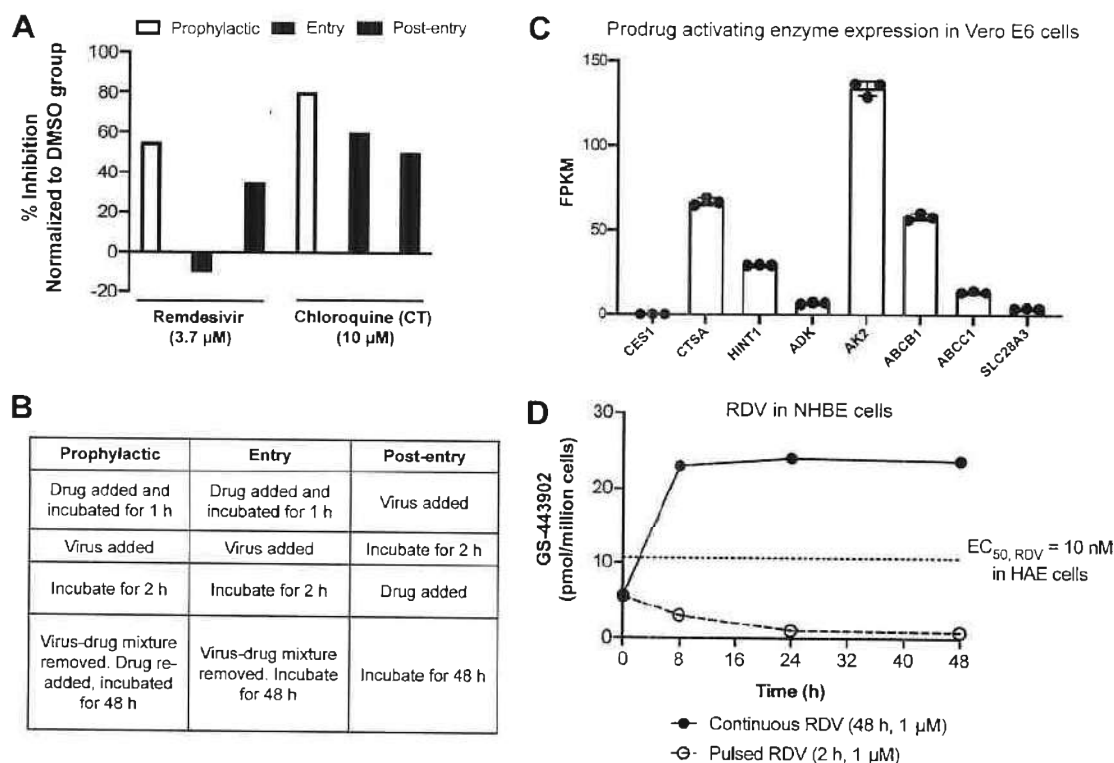 A
Prophylactic Entry Post-entry
% Inhibition
Normalized to DMSO group
100
80
60
40
20
0
-20
Remdesivir
(3.7 µM)
Chloroquine (CT)
(10 µM)
B
Prophylactic Entry Post-entry
Drug added and
incubated for 1 h
Drug added and
incubated for 1 h
Virus added
Virus added
Virus added
Incubate for 2 h
Incubate for 2 h
Incubate for 2 h
Drug added
Virus-drug mixture
removed. Drug re-
added, incubated
for 48 h
Virus-drug mixture
removed. Incubate
for 48 h
Incubate for 48 h
C
Prodrug activating enzyme expression in Vero E6 cells
FPKM
150
100
50
0
CES1
CTSA
HINT1
ADK
AK2
ABCB1
ABCC1
SLC28A3
D
RDV in NHBE cells
GS-443902
(pmol/million cells)
30
20
10
0
EC50, RDV = 10 nM
in HAE cells
0 8 16 24 32 40 48
Time (h)
Continuous RDV (48 h, 1 µM)
Pulsed RDV (2 h, 1 µM)